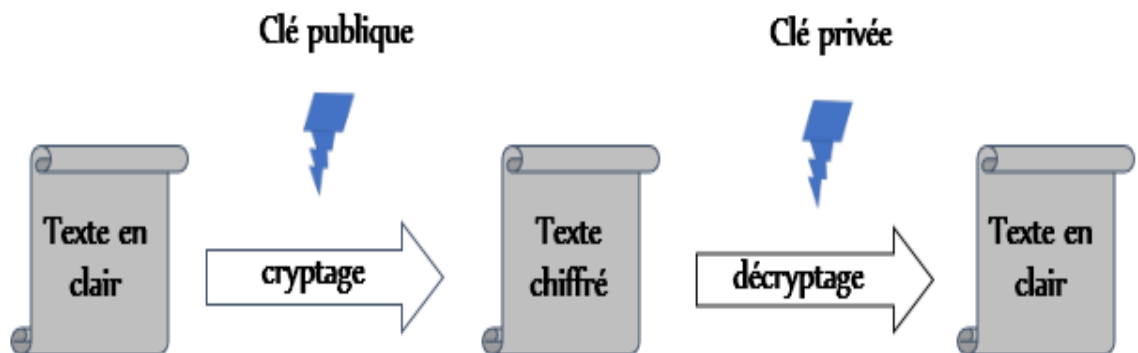 Clé publique
Clé privée
Texte en
clair
cryptage
Texte
chiffré
décryptage
Texte en
clair